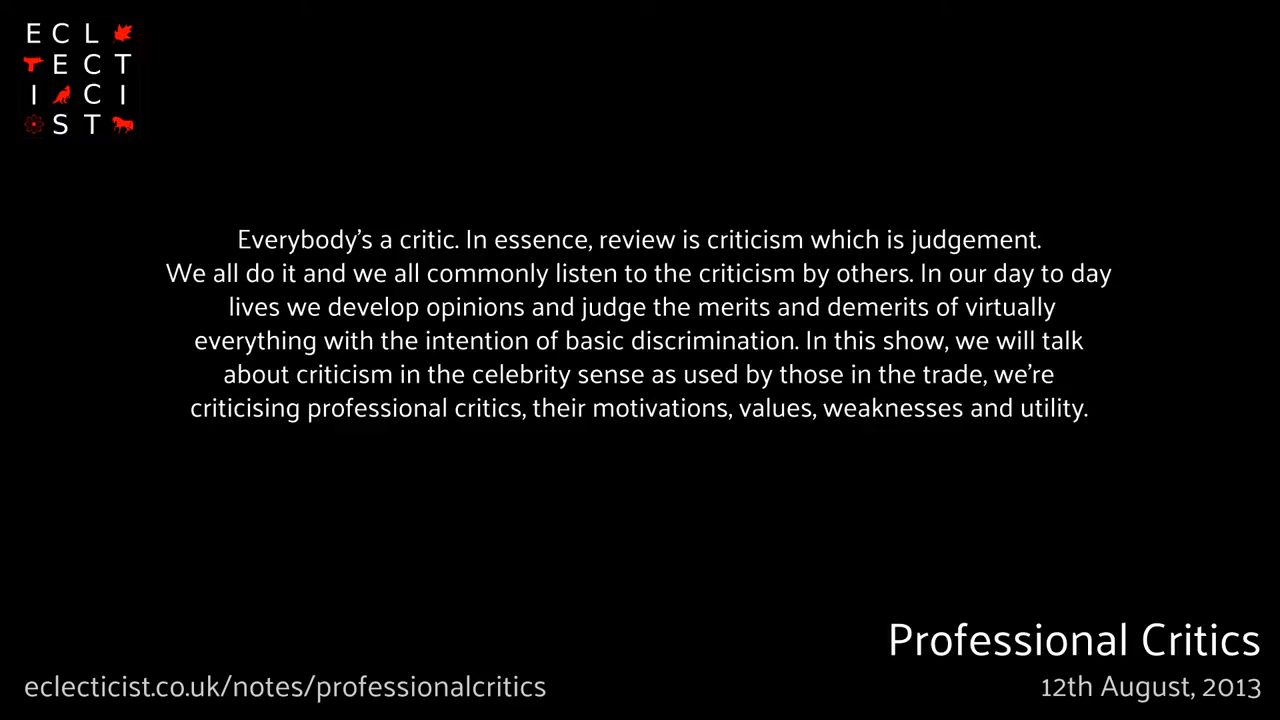 E C L
E C T
I C I
S T
Everybody's a critic. In essence, review is criticism which is judgement.
We all do it and we all commonly listen to the criticism by others. In our day to day
lives we develop opinions and judge the merits and demerits of virtually
everything with the intention of basic discrimination. In this show, we will talk
about criticism in the celebrity sense as used by those in the trade, we're
criticising professional critics, their motivations, values, weaknesses and utility.
Professional Critics
eclecticist.co.uk/notes/professionalcritics
12th August, 2013